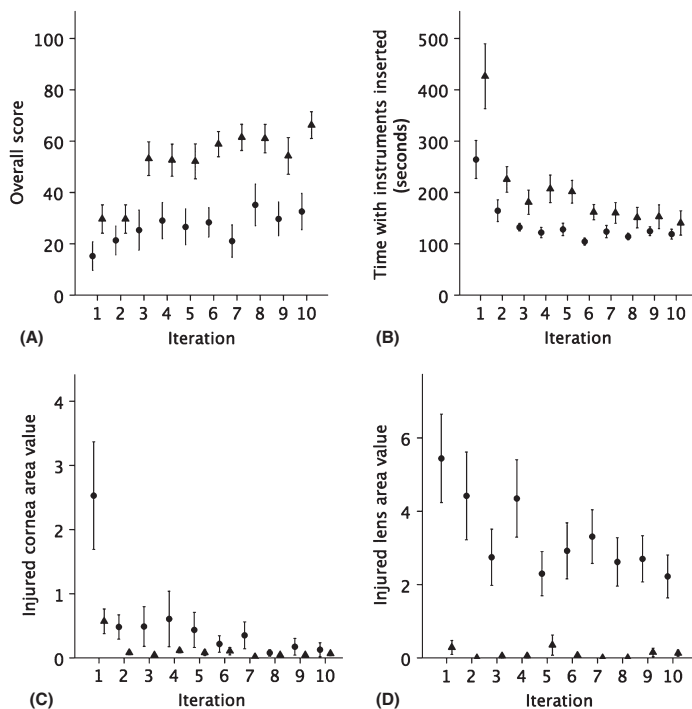 100
80
60
40
20
0
Overall score
1 2 3 4 5 6 7 8 9 10
Iteration
(A)
500
400
300
200
100
0
Time with instruments inserted
(seconds)
1 2 3 4 5 6 7 8 9 10
Iteration
(B)
4
3
2
1
0
Injured cornea area value
1 2 3 4 5 6 7 8 9 10
Iteration
(C)
6
4
2
0
Injured lens area value
1 2 3 4 5 6 7 8 9 10
Iteration
(D)